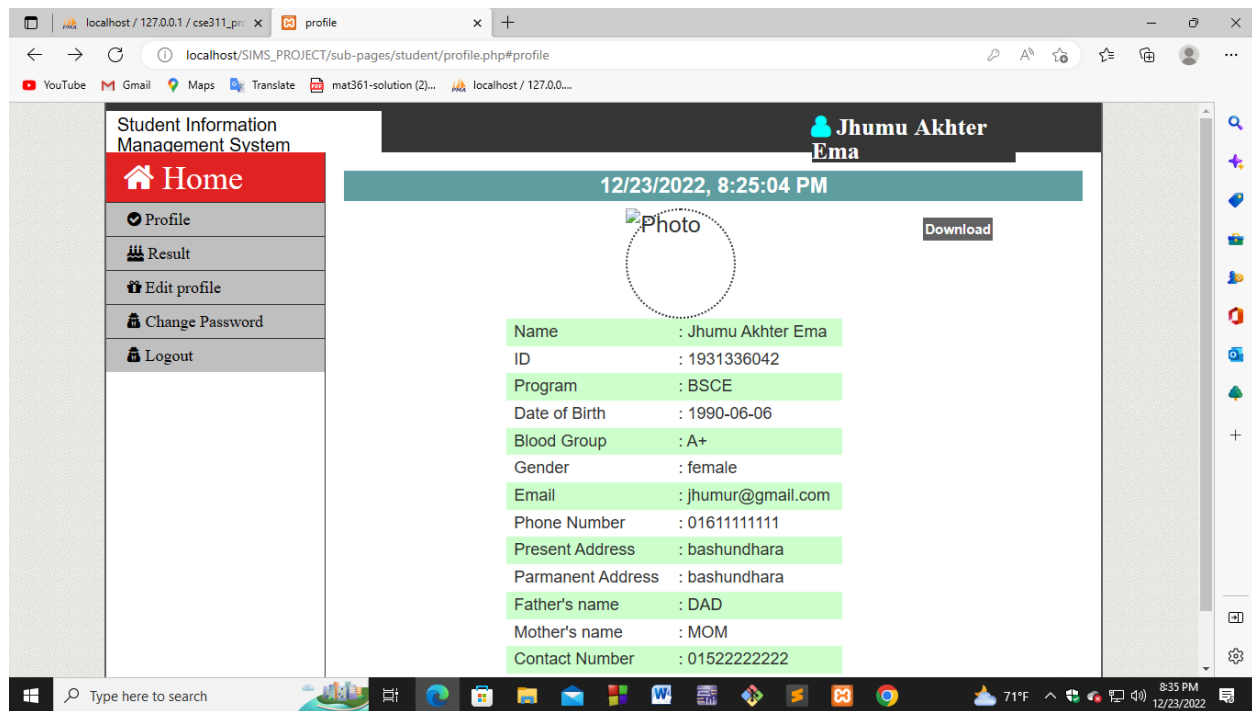 localhost / 127.0.0.1 / cse311_pro
profile
localhost/SIMS_PROJECT/sub-pages/student/profile.php#profile
YouTube
Gmail
Maps
Translate
mat361-solution (2)...
localhost / 127.0.0....
Student Information
Management System
Jhumu Akhter
Ema
Home
12/23/2022, 8:25:04 PM
Profile
Result
Edit profile
Change Password
Logout
Photo
Download
Name : Jhumu Akhter Ema
ID : 1931336042
Program : BSCE
Date of Birth : 1990-06-06
Blood Group : A+
Gender : female
Email : jhumur@gmail.com
Phone Number : 01611111111
Present Address : bashundhara
Parmanent Address : bashundhara
Father's name : DAD
Mother's name : MOM
Contact Number : 01522222222
Type here to search
71°F
8:35 PM
12/23/2022